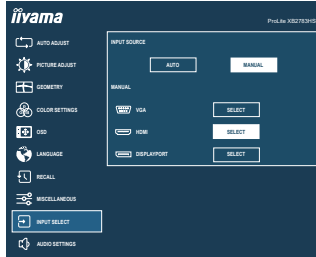 iiyama
ProLite XB2783HS
AUTO ADJUST
PICTURE ADJUST
GEOMETRY
COLOR SETTINGS
OSD
LANGUAGE
RECALL
MISCELLANEOUS
INPUT SELECT
AUDIO SETTINGS
INPUT SOURCE
AUTO
MANUAL
MANUAL
VGA
SELECT
HDMI
SELECT
DISPLAYPORT
SELECT